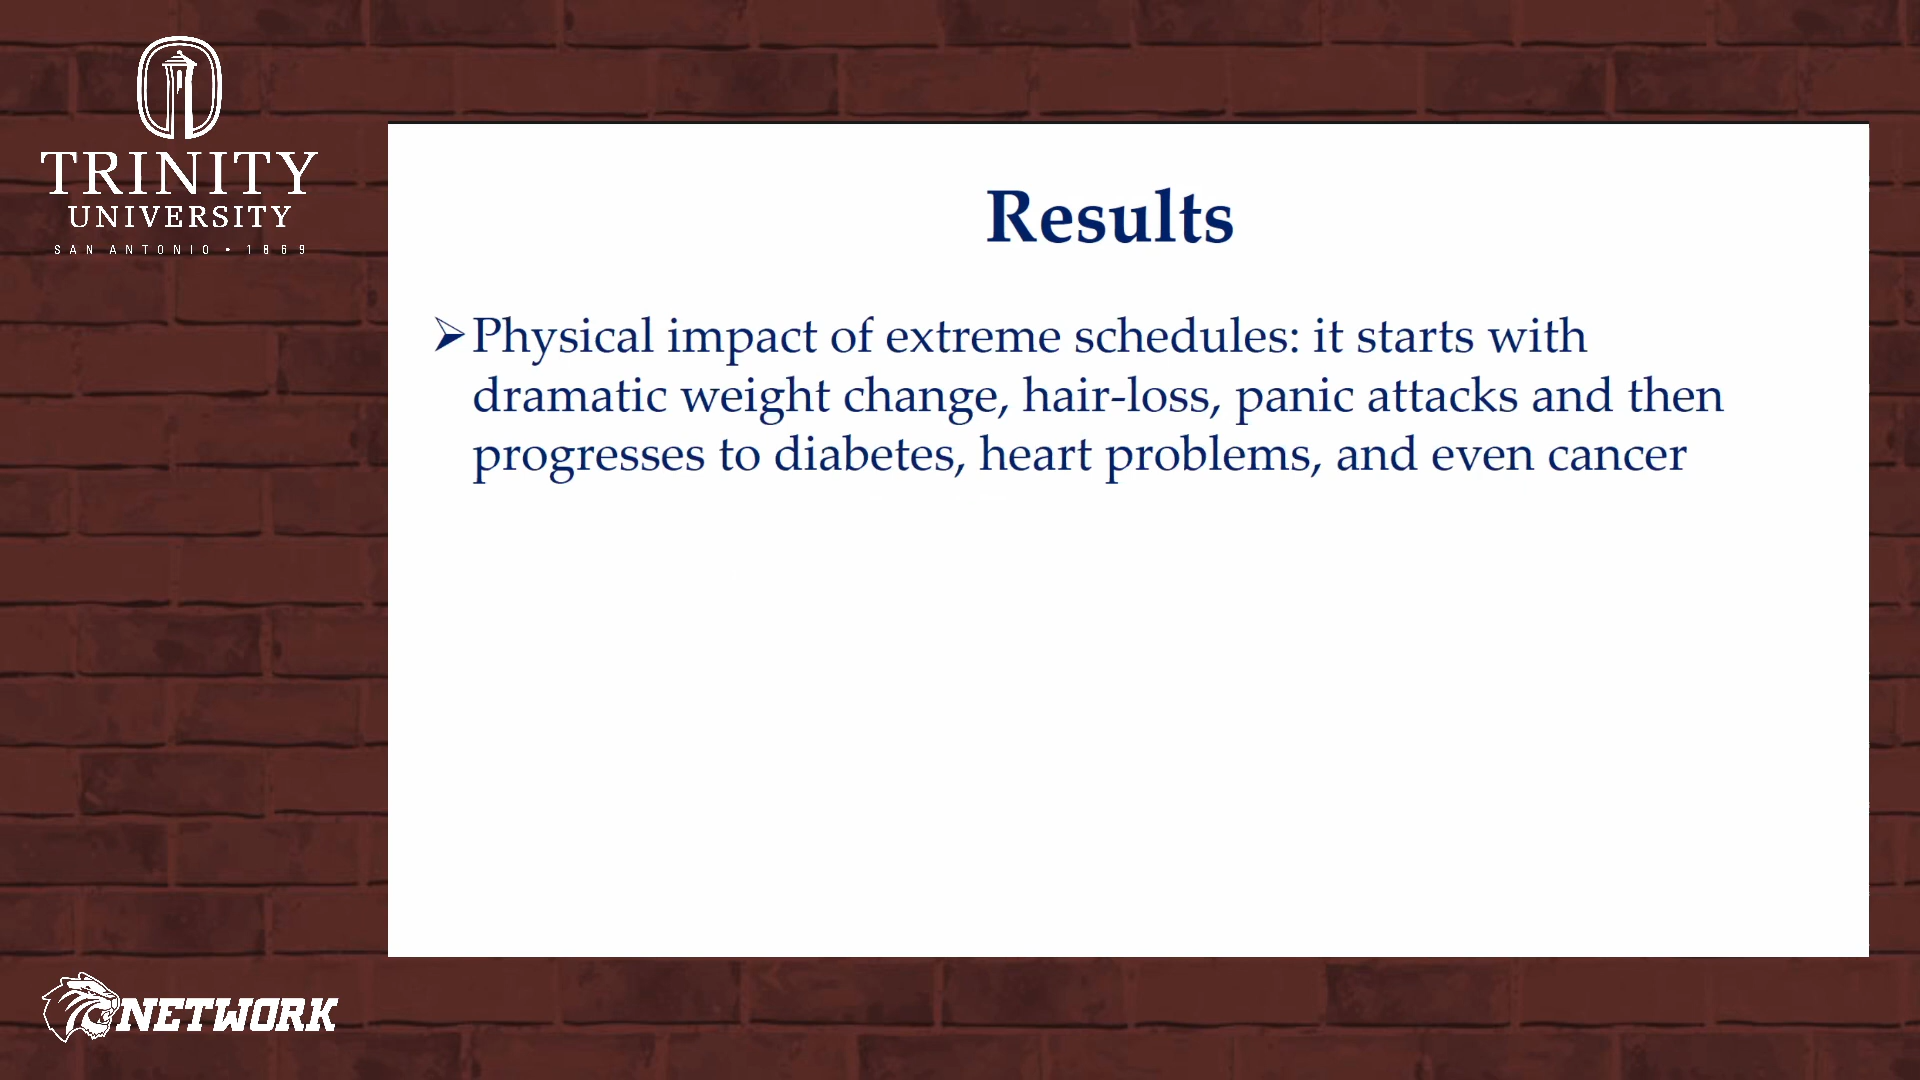 TRINITY
UNIVERSITY
SAN ANTONIO • 1869
Results
➢Physical impact of extreme schedules: it starts with
dramatic weight change, hair-loss, panic attacks and then
progresses to diabetes, heart problems, and even cancer
NETWORK